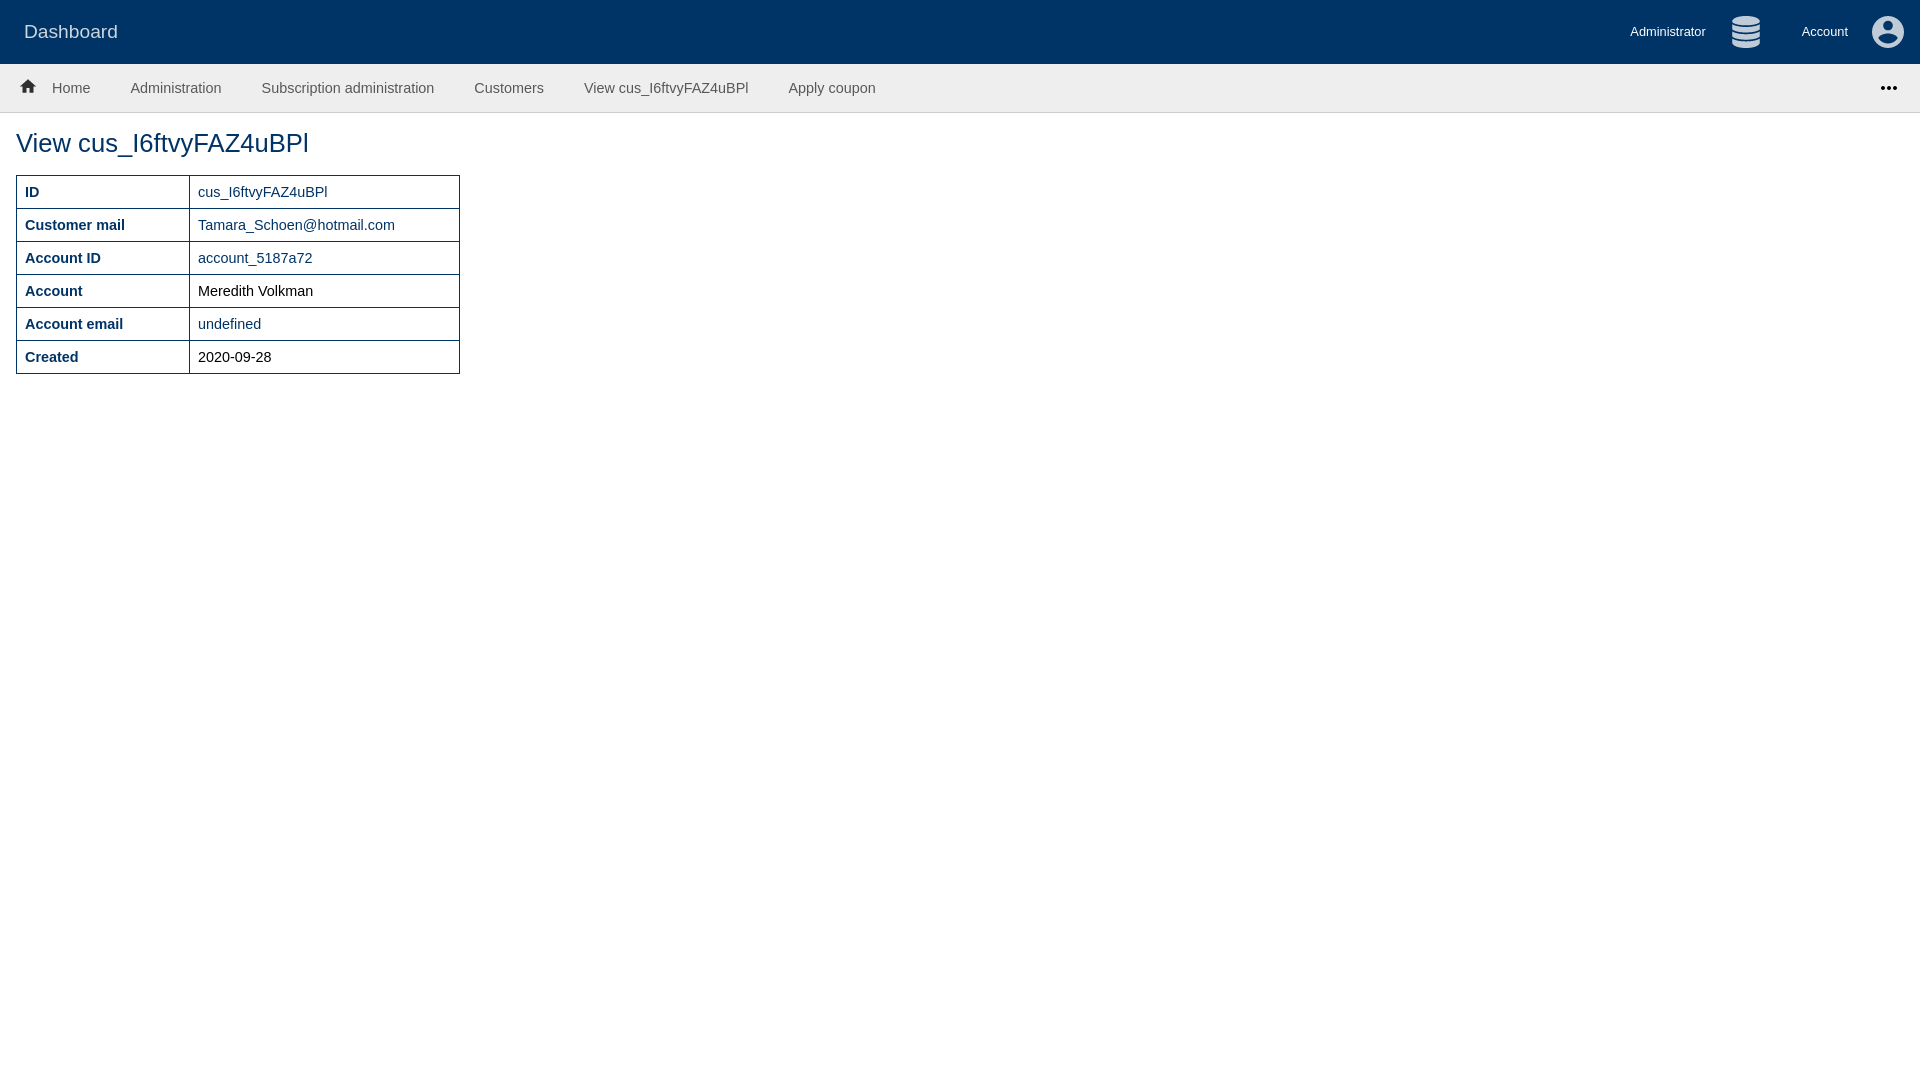 Dashboard
Administrator
Account
Home Administration Subscription administration Customers View cus_I6ftvyFAZ4uBPl Apply coupon
View cus_I6ftvyFAZ4uBPl
ID cus_I6ftvyFAZ4uBPl
Customer mail Tamara_Schoen@hotmail.com
Account ID account_5187a72
Account Meredith Volkman
Account email undefined
Created 2020-09-28